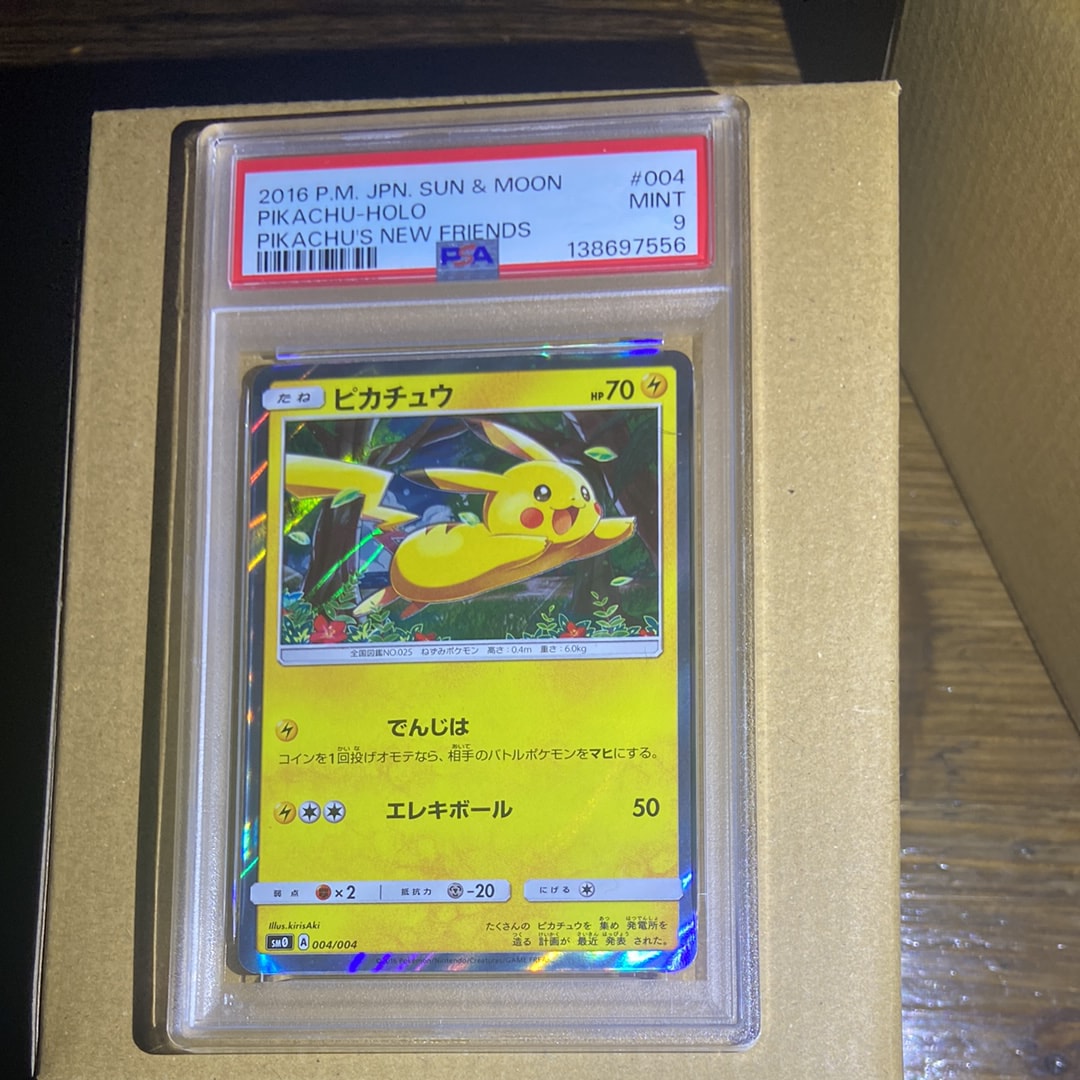 2016 P.M. JPN. SUN & MOON #004
PIKACHU-HOLO MINT
PIKACHU'S NEW FRIENDS 9
PSA 138697556
たね ピカチュウ HP70
全国図鑑NO.025 ねずみポケモン 高さ:0.4m 重さ:6.0kg
でんじは
コインを1回投げオモテなら、相手のバトルポケモンをマヒにする。
エレキボール 50
弱点 ×2 抵抗力 -20 にげる
Illus.kirisAki
たくさんの ピカチュウを 集め 発電所を
造る 計画が 最近 発表 された。
SM0 A 004/004
©2016 Pokémon/Nintendo/Creatures/GAME FREAK